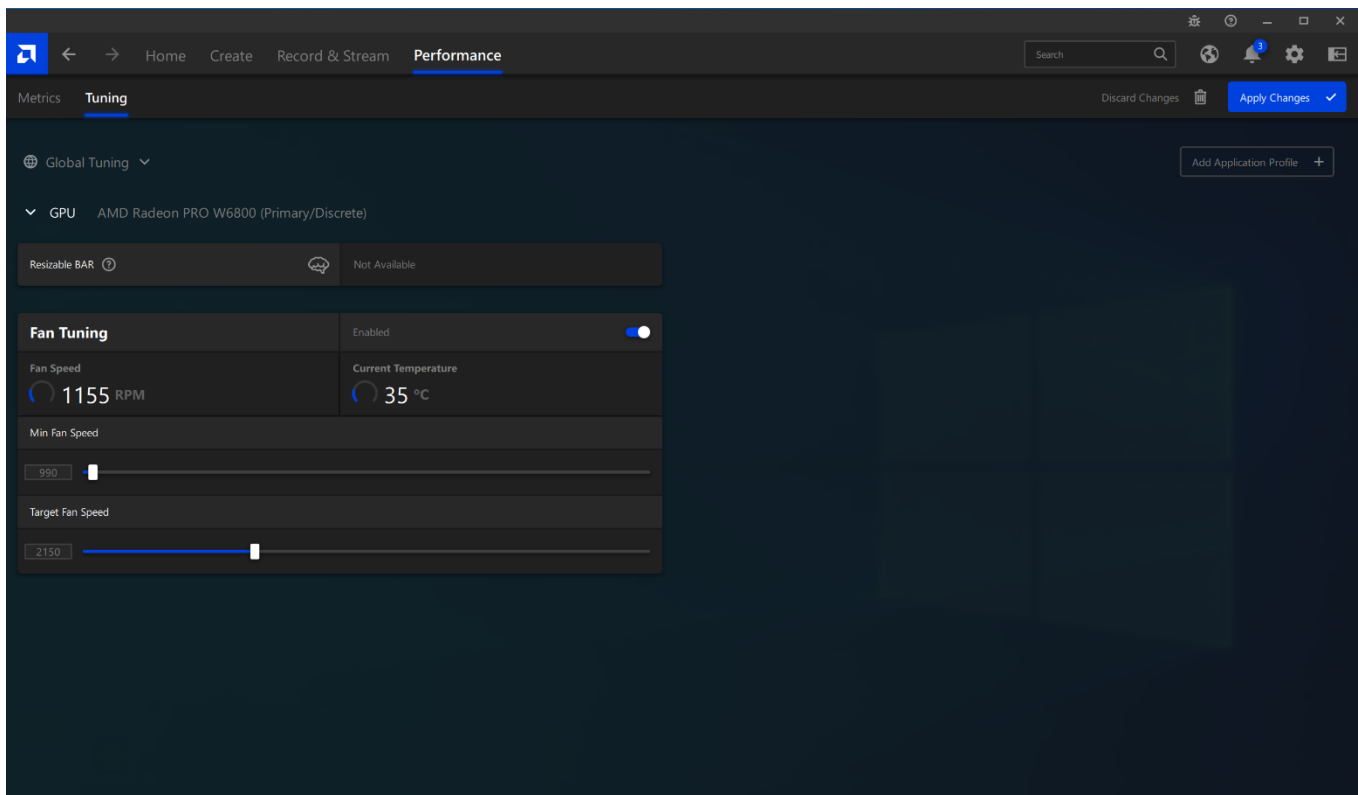 Home Create Record & Stream Performance Search 3
Metrics Tuning Discard Changes Apply Changes
Global Tuning Add Application Profile
GPU AMD Radeon PRO W6800 (Primary/Discrete)
Resizable BAR Not Available
Fan Tuning Enabled
Fan Speed Current Temperature
1155 RPM 35 °C
Min Fan Speed
990
Target Fan Speed
2150